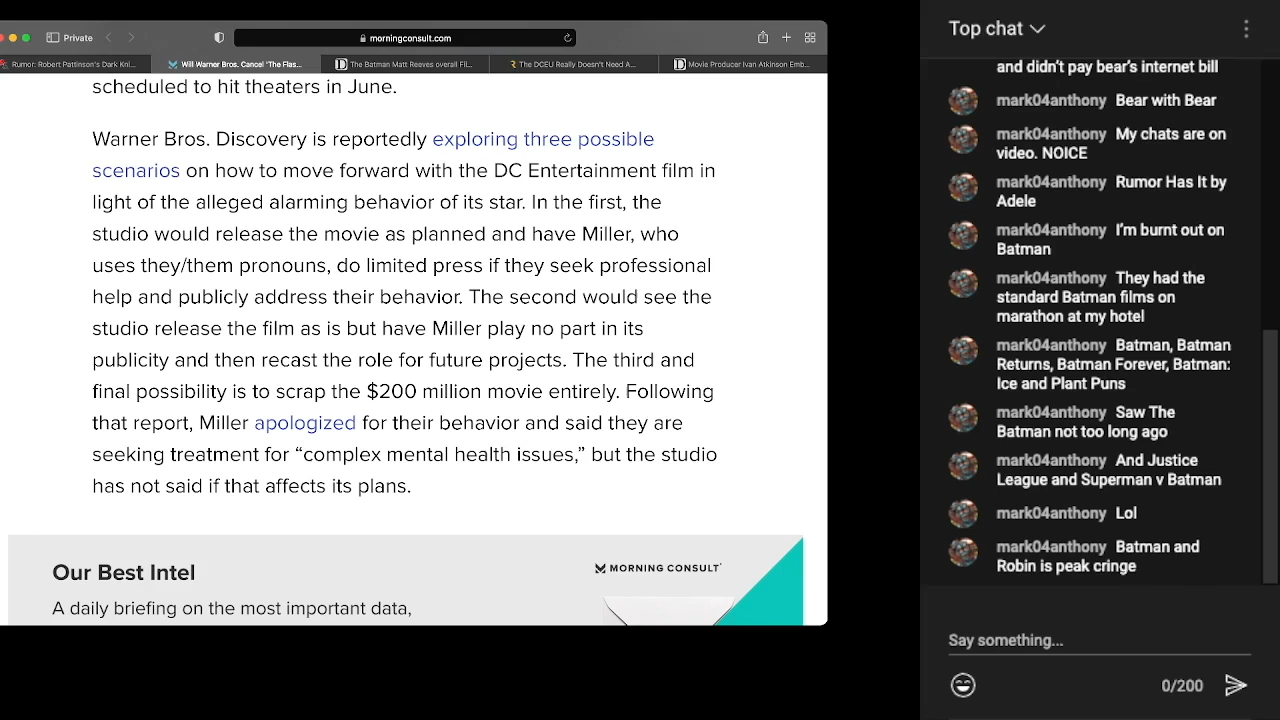 Private
morningconsult.com
Rumor: Robert Pattinson's Dark Kni...
Will Warner Bros. Cancel "The Flas...
The Batman Matt Reeves overall Fil...
The DCEU Really Doesn't Need A...
Movie Producer Ivan Atkinson Emb...
scheduled to hit theaters in June.
Warner Bros. Discovery is reportedly exploring three possible
scenarios on how to move forward with the DC Entertainment film in
light of the alleged alarming behavior of its star. In the first, the
studio would release the movie as planned and have Miller, who
uses they/them pronouns, do limited press if they seek professional
help and publicly address their behavior. The second would see the
studio release the film as is but have Miller play no part in its
publicity and then recast the role for future projects. The third and
final possibility is to scrap the $200 million movie entirely. Following
that report, Miller apologized for their behavior and said they are
seeking treatment for “complex mental health issues,” but the studio
has not said if that affects its plans.
Our Best Intel
MORNING CONSULT
A daily briefing on the most important data,
Top chat
and didn't pay bear's internet bill
mark04anthony Bear with Bear
mark04anthony My chats are on
video. NOICE
mark04anthony Rumor Has It by
Adele
mark04anthony I'm burnt out on
Batman
mark04anthony They had the
standard Batman films on
marathon at my hotel
mark04anthony Batman, Batman
Returns, Batman Forever, Batman:
Ice and Plant Puns
mark04anthony Saw The
Batman not too long ago
mark04anthony And Justice
League and Superman v Batman
mark04anthony Lol
mark04anthony Batman and
Robin is peak cringe
Say something...
0/200